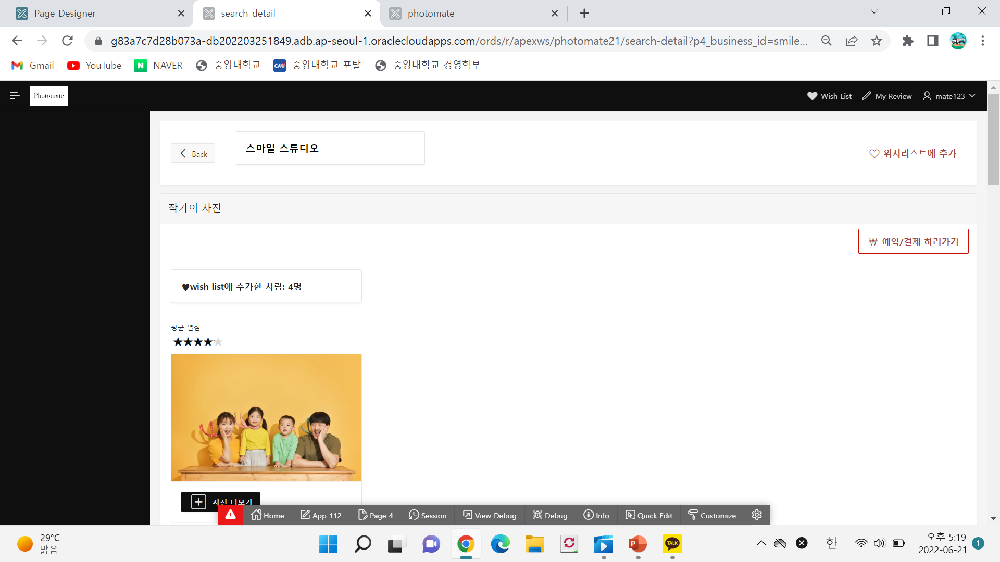 Page Designer
search_detail
photomate
g83a7c7d28b073a-db202203251849.adb.ap-seoul-1.oraclecloudapps.com/ords/r/apexws/photomate21/search-detail?p4_business_id=smile...
Gmail YouTube NAVER 중앙대학교 중앙대학교 포탈 중앙대학교 경영학부
Photomate
Wish List My Review mate123
Back
스마일 스튜디오
위시리스트에 추가
작가의 사진
₩ 예약/결제 하러가기
♥wish list에 추가한 사람: 4명
평균 별점
사진 더보기
Home App 112 Page 4 Session View Debug Debug Info Quick Edit Customize
29°C
맑음
한
오후 5:19
2022-06-21
1